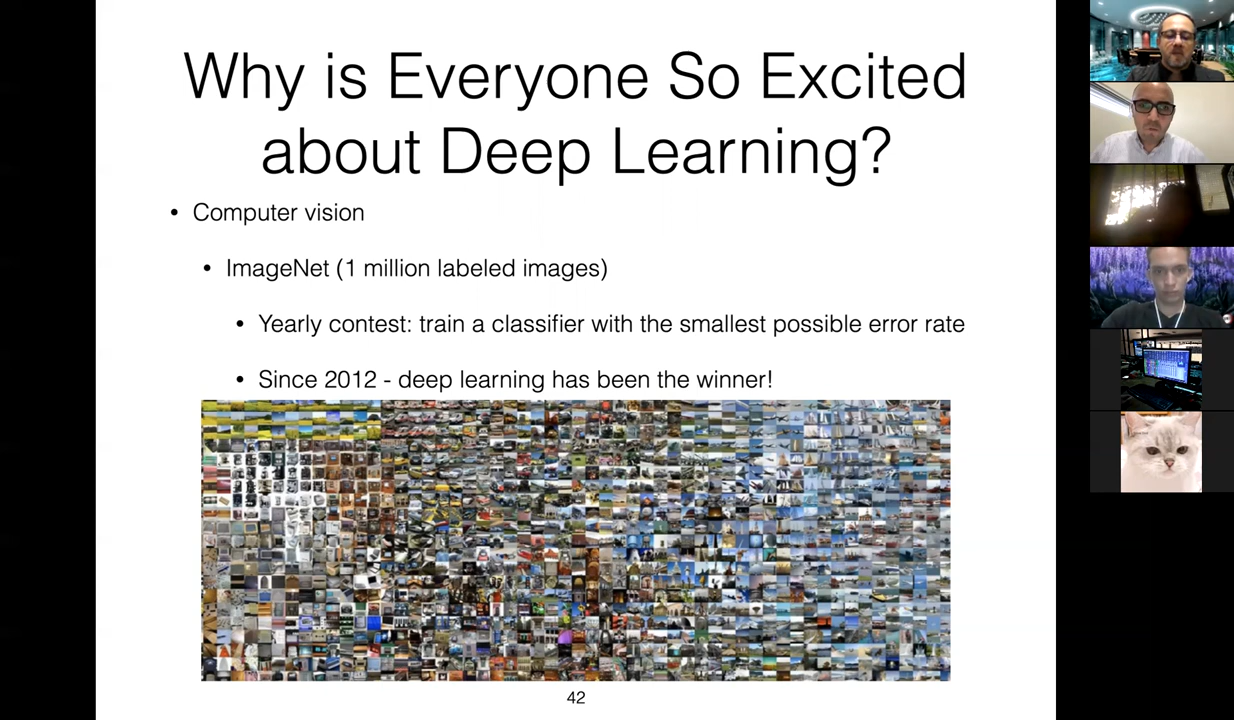 Why is Everyone So Excited
about Deep Learning?
• Computer vision
• ImageNet (1 million labeled images)
• Yearly contest: train a classifier with the smallest possible error rate
• Since 2012 - deep learning has been the winner!
42